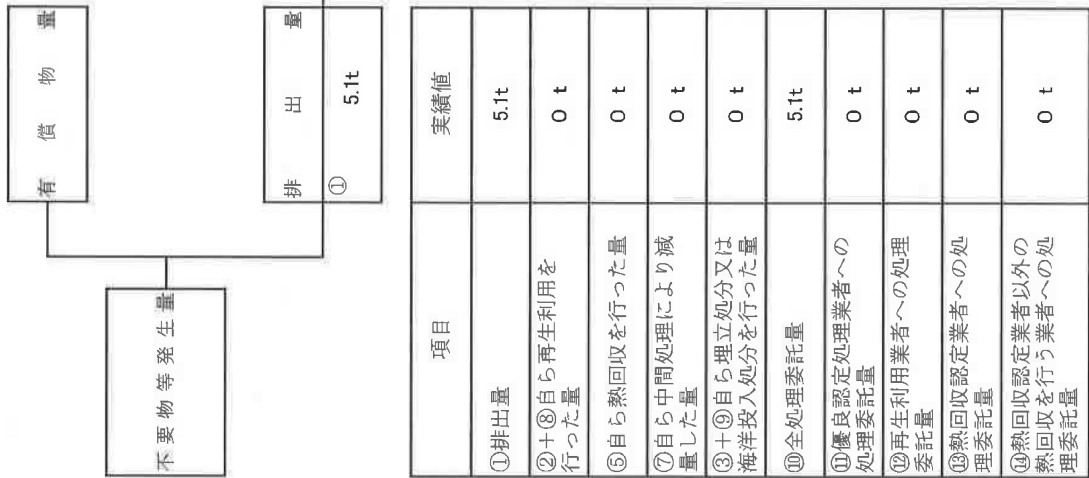 有償物量
排出量
①
5.1t
不要物等発生量
項目
実績値
①排出量
5.1t
②+⑧自ら再生利用を
行った量
0 t
⑤自ら熱回収を行った量
0 t
⑦自ら中間処理により減
量した量
0 t
③+⑨自ら埋立処分又は
海洋投入処分を行った量
0 t
⑩全処理委託量
5.1t
⑪優良認定処理業者への
処理委託量
0 t
⑫再生利用業者への処理
委託量
0 t
⑬熱回収認定業者への処
理委託量
0 t
⑭熱回収認定業者以外の
熱回収を行う業者への処
理委託量
0 t